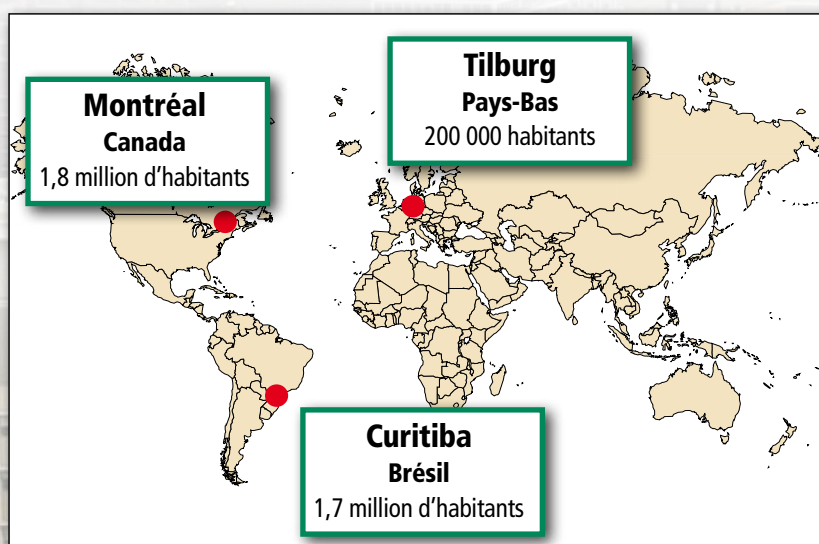 Montréal
Canada
1,8 million d’habitants
Tilburg
Pays-Bas
200 000 habitants
Curitiba
Brésil
1,7 million d’habitants